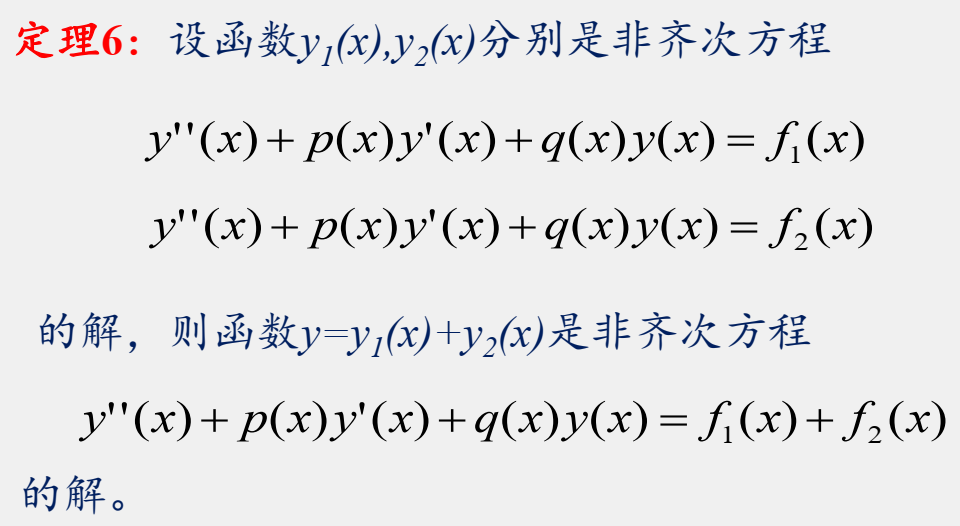 定理6：设函数y₁(x),y₂(x)分别是非齐次方程
y''(x) + p(x)y'(x) + q(x)y(x) = f₁(x)
y''(x) + p(x)y'(x) + q(x)y(x) = f₂(x)
的解，则函数y=y₁(x)+y₂(x)是非齐次方程
y''(x) + p(x)y'(x) + q(x)y(x) = f₁(x) + f₂(x)
的解。